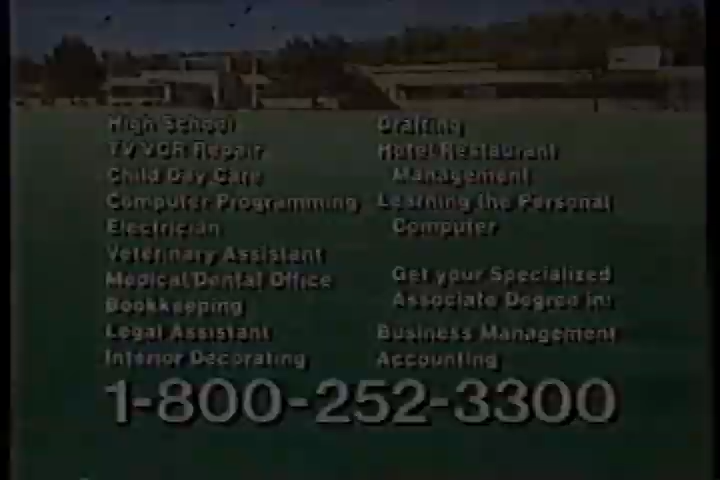 High School
TV VCR Repair
Child Day Care
Computer Programming
Electrician
Veterinary Assistant
Medical/Dental Office
Bookkeeping
Legal Assistant
Interior Decorating
Drafting
Hotel Restaurant
Management
Learning the Personal
Computer
Get your Specialized
Associate Degree in:
Business Management
Accounting
1-800-252-3300